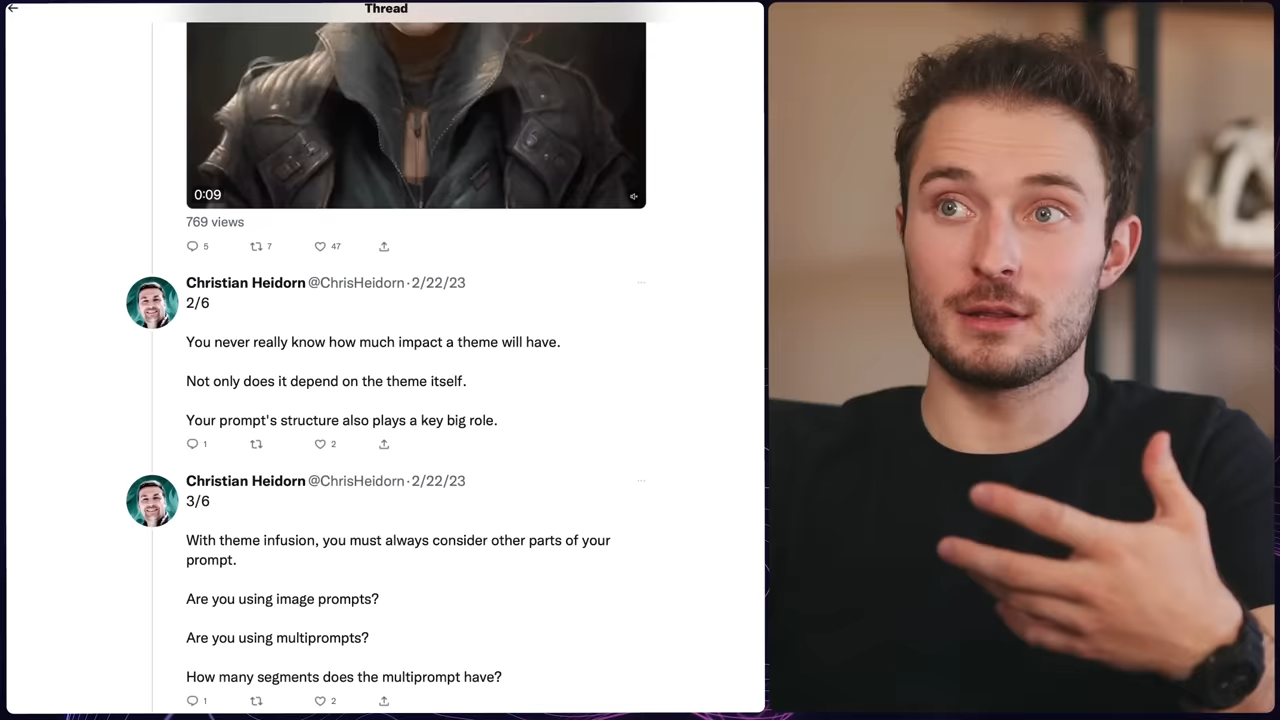 Thread
0:09
769 views
5 7 47
Christian Heidorn @ChrisHeidorn · 2/22/23
2/6
You never really know how much impact a theme will have.
Not only does it depend on the theme itself.
Your prompt's structure also plays a key big role.
1 2
Christian Heidorn @ChrisHeidorn · 2/22/23
3/6
With theme infusion, you must always consider other parts of your
prompt.
Are you using image prompts?
Are you using multiprompts?
How many segments does the multiprompt have?
1 2